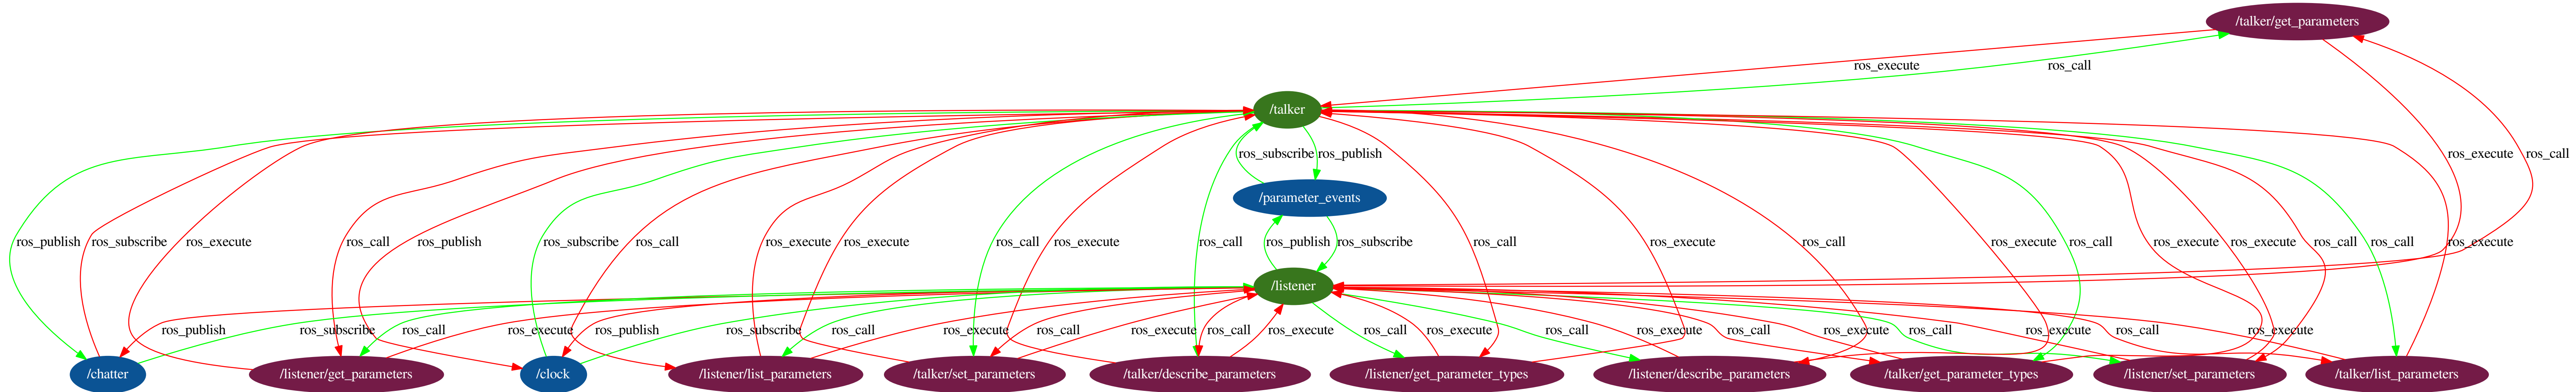 /talker/get_parameters
ros_execute
ros_call
/talker
ros_subscribe
ros_publish
ros_execute
ros_call
/parameter_events
ros_publish
ros_subscribe
ros_execute
ros_call
ros_publish
ros_subscribe
ros_call
ros_execute
ros_execute
ros_call
ros_call
ros_execute
ros_publish
ros_subscribe
ros_call
ros_execute
ros_call
ros_execute
ros_call
ros_execute
ros_execute
ros_call
ros_call
ros_execute
/listener
ros_publish
ros_subscribe
ros_call
ros_execute
ros_publish
ros_subscribe
ros_call
ros_execute
ros_call
ros_execute
ros_call
ros_execute
ros_call
ros_execute
ros_call
ros_execute
ros_call
ros_execute
ros_call
ros_execute
ros_call
ros_execute
/chatter
/listener/get_parameters
/clock
/listener/list_parameters
/talker/set_parameters
/talker/describe_parameters
/listener/get_parameter_types
/listener/describe_parameters
/talker/get_parameter_types
/listener/set_parameters
/talker/list_parameters